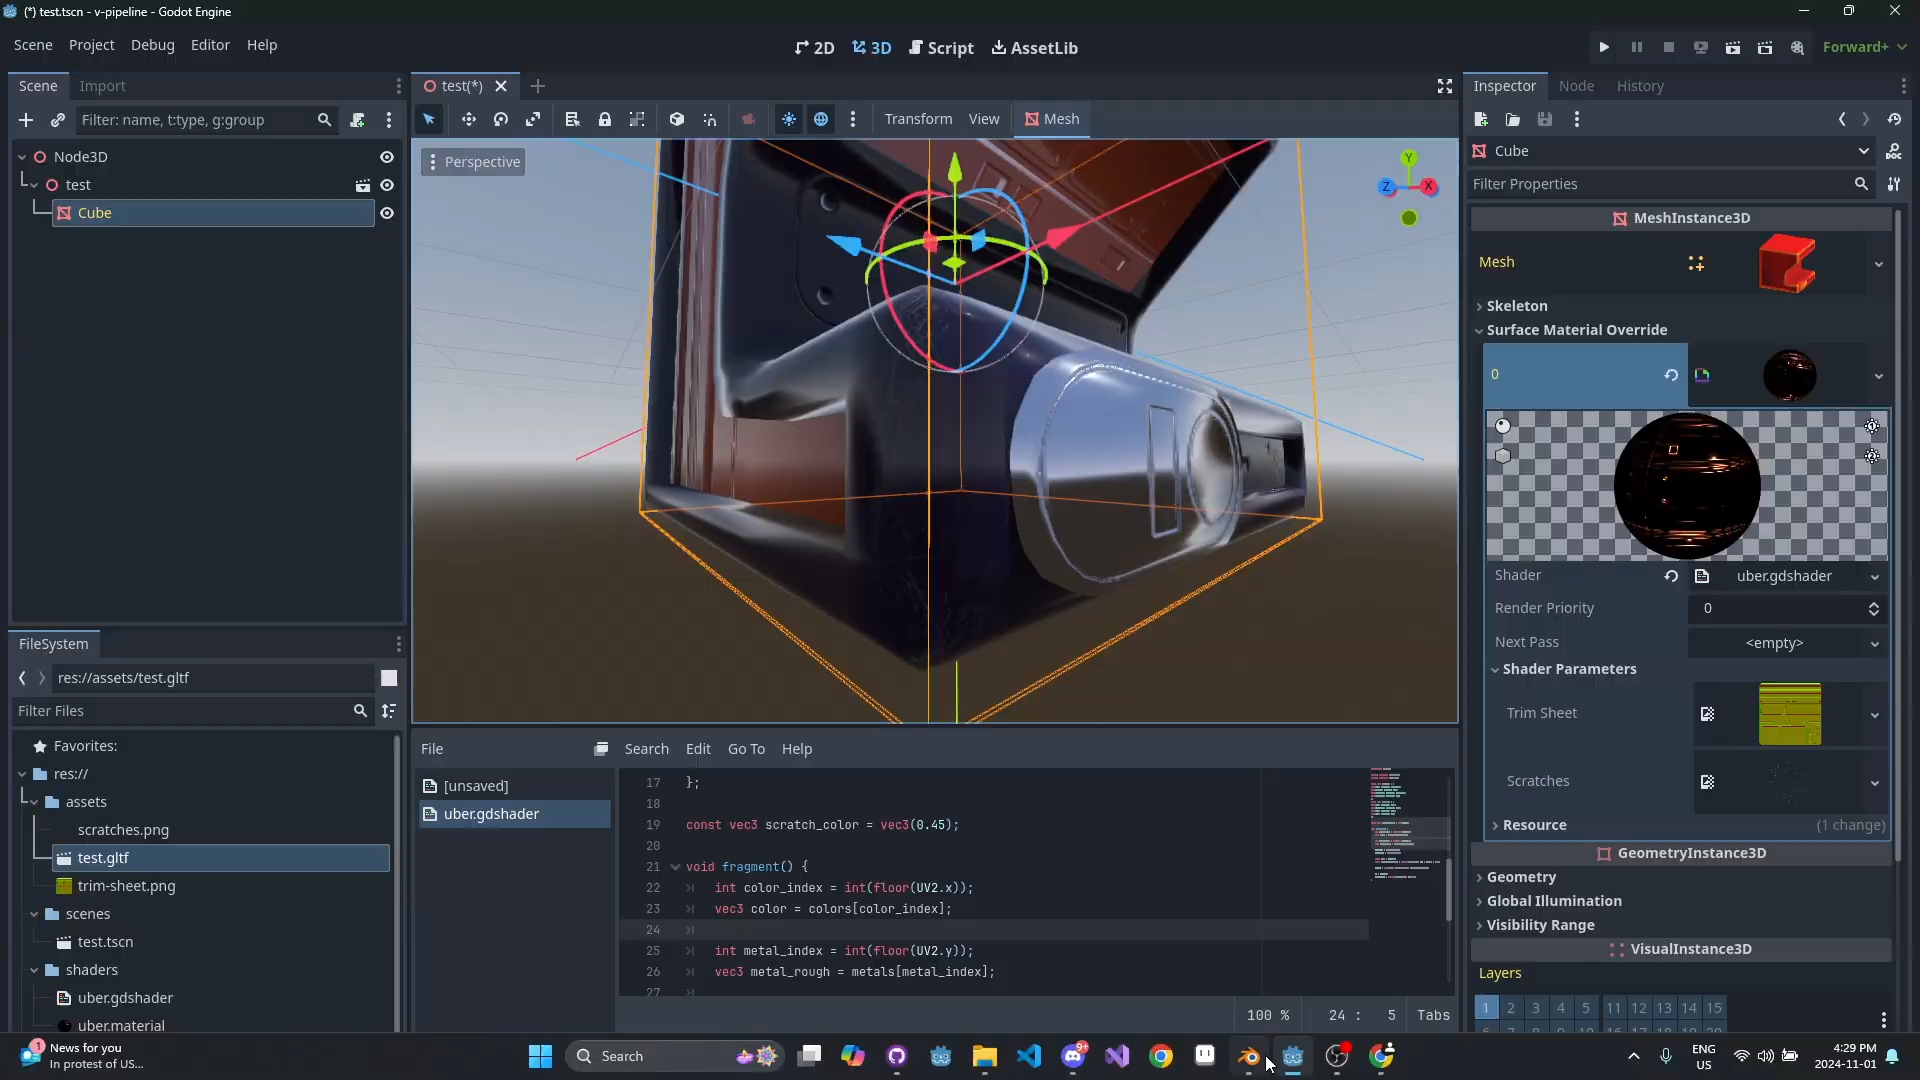 (*) test.tscn - v-pipeline - Godot Engine
Scene Project Debug Editor Help
2D 3D Script AssetLib
Forward+
Scene Import
Filter: name, t:type, g:group
Node3D
test
Cube
FileSystem
res://assets/test.gltf
Filter Files
Favorites:
res://
assets
scratches.png
test.gltf
trim-sheet.png
scenes
test.tscn
shaders
uber.gdshader
uber.material
test(*)
Transform View Mesh
Perspective
Y
Z X
File Search Edit Go To Help
[unsaved]
uber.gdshader
17 };
18
19 const vec3 scratch_color = vec3(0.45);
20
21 void fragment() {
22 int color_index = int(floor(UV2.x));
23 vec3 color = colors[color_index];
24
25 int metal_index = int(floor(UV2.y));
26 vec3 metal_rough = metals[metal_index];
27
100 % 24 : 5 Tabs
Inspector Node History
Cube
DOC
Filter Properties
MeshInstance3D
Mesh
Skeleton
Surface Material Override
0
Shader uber.gdshader
Render Priority 0
Next Pass <empty>
Shader Parameters
Trim Sheet
Scratches
Resource (1 change)
GeometryInstance3D
Geometry
Global Illumination
Visibility Range
VisualInstance3D
Layers
1 2 3 4 5 11 12 13 14 15
1
News for you
In protest of US...
Search
9+
ENG
US
4:29 PM
2024-11-01